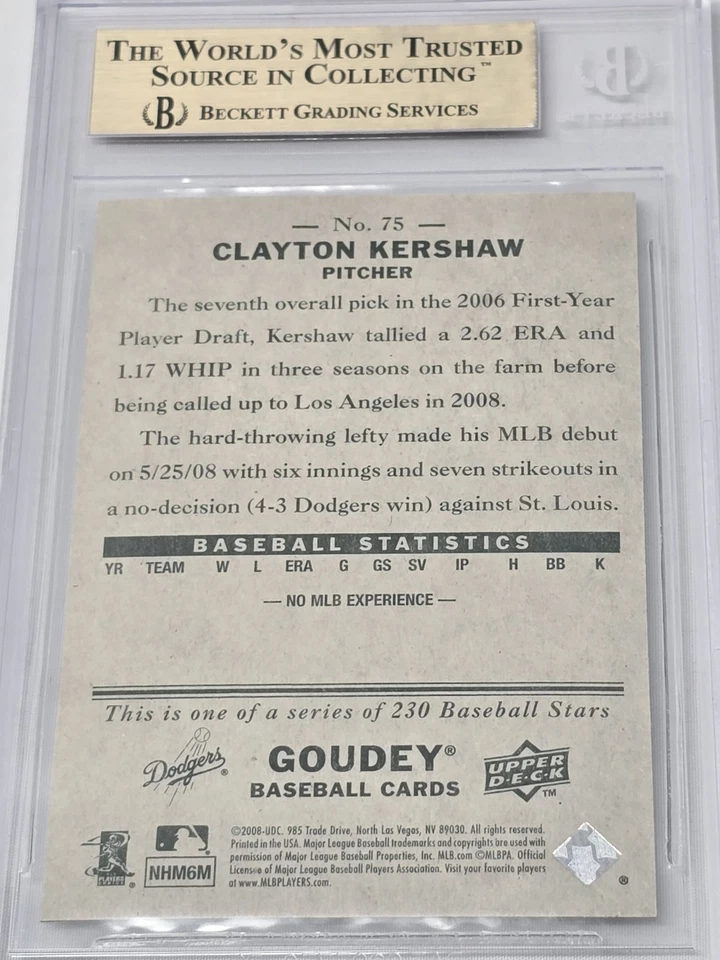 THE WORLD'S MOST TRUSTED
SOURCE IN COLLECTING™
B BECKETT GRADING SERVICES
— No. 75 —
CLAYTON KERSHAW
PITCHER
The seventh overall pick in the 2006 First-Year
Player Draft, Kershaw tallied a 2.62 ERA and
1.17 WHIP in three seasons on the farm before
being called up to Los Angeles in 2008.
The hard-throwing lefty made his MLB debut
on 5/25/08 with six innings and seven strikeouts in
a no-decision (4-3 Dodgers win) against St. Louis.
BASEBALL STATISTICS
YR TEAM W L ERA G GS SV IP H BB K
— NO MLB EXPERIENCE —
This is one of a series of 230 Baseball Stars
Dodgers®
GOUDEY®
BASEBALL CARDS
UPPER
D·E·C·K
™
PLAYERS
CHOICE
®
NHM6M
©2008-UDC. 985 Trade Drive, North Las Vegas, NV 89030. All rights reserved.
Printed in the USA. Major League Baseball trademarks and copyrights are used with
permission of Major League Baseball Properties, Inc. MLB.com ©MLBPA. Official
Licensee of Major League Baseball Players Association. Visit your favorite players
at www.MLBPLAYERS.com.
®